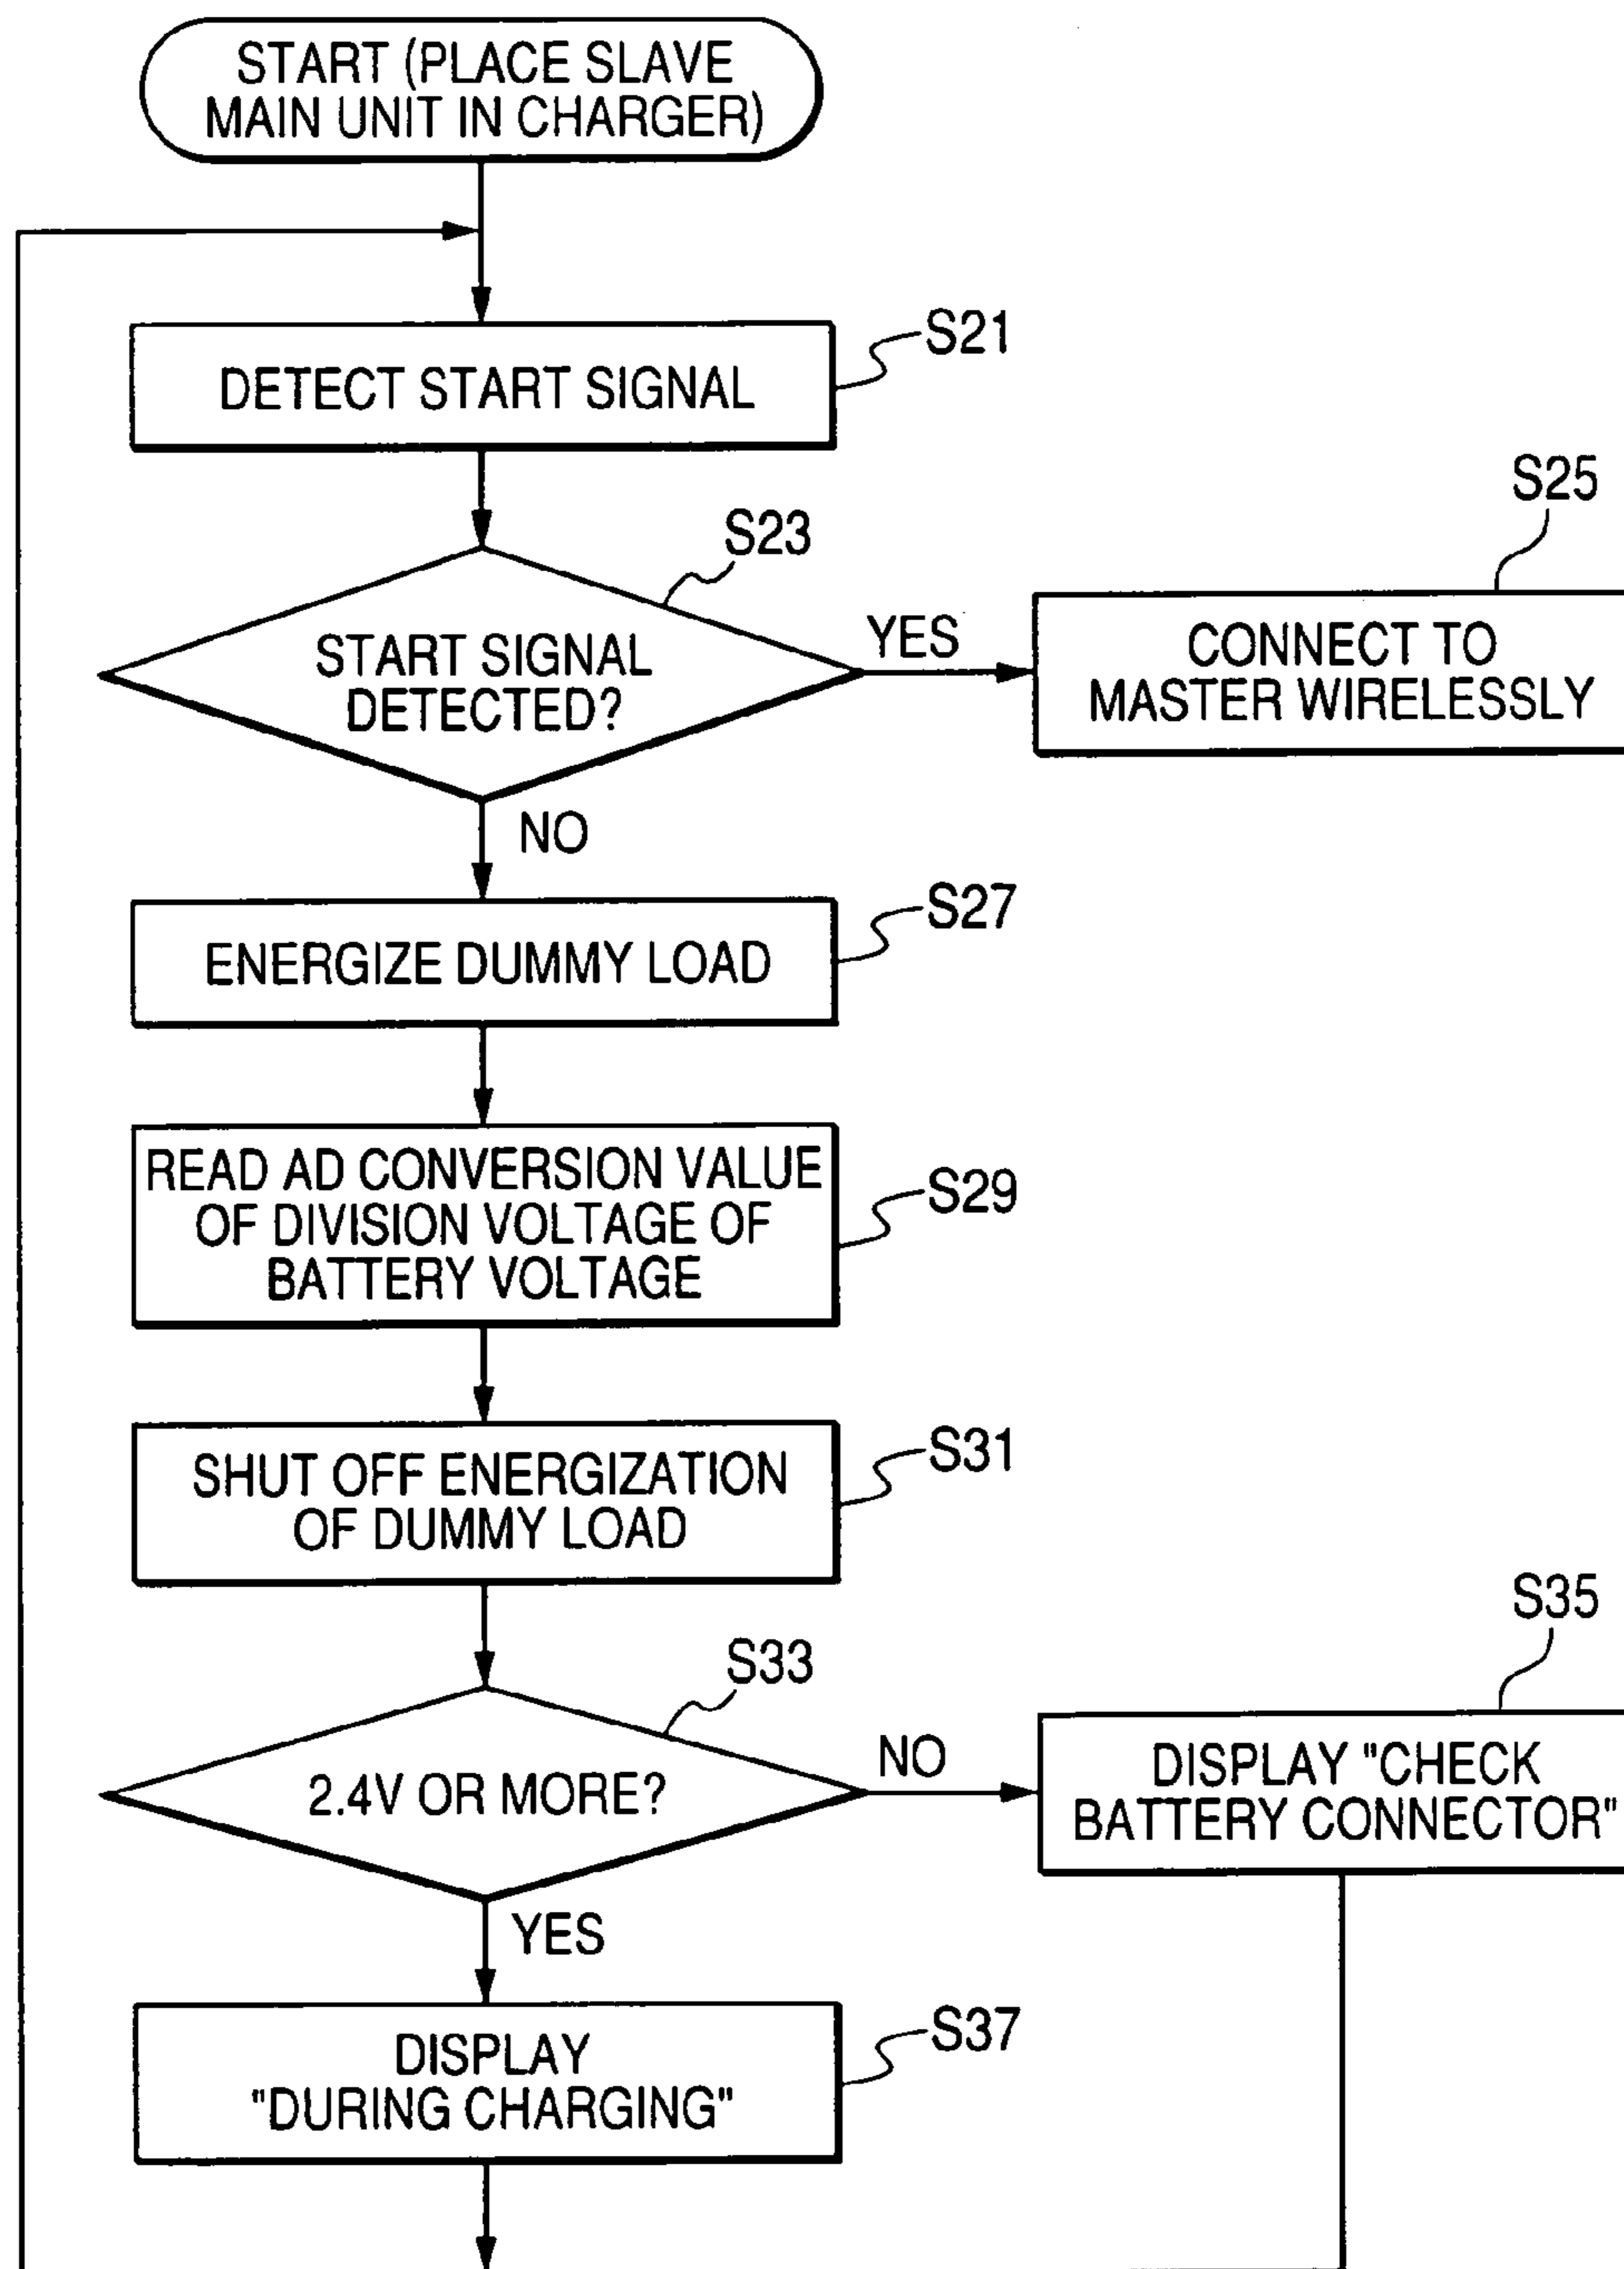 START (PLACE SLAVE
MAIN UNIT IN CHARGER)
S21
DETECT START SIGNAL
S23
START SIGNAL
DETECTED?
YES
S25
CONNECT TO
MASTER WIRELESSLY
NO
S27
ENERGIZE DUMMY LOAD
READ AD CONVERSION VALUE
OF DIVISION VOLTAGE OF
BATTERY VOLTAGE
S29
SHUT OFF ENERGIZATION
OF DUMMY LOAD
S31
S33
2.4V OR MORE?
NO
S35
DISPLAY "CHECK
BATTERY CONNECTOR"
YES
S37
DISPLAY
"DURING CHARGING"